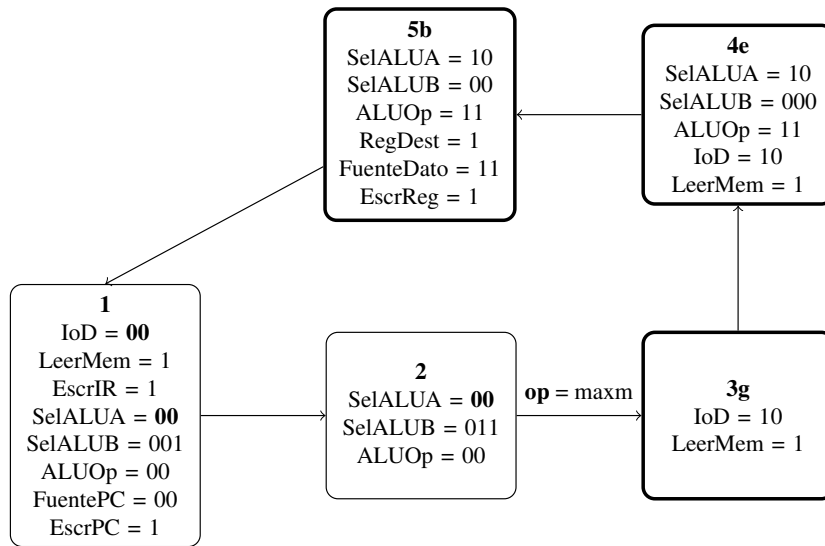 5b
SelALUA = 10
SelALUB = 00
ALUOp = 11
RegDest = 1
FuenteDato = 11
EscrReg = 1
4e
SelALUA = 10
SelALUB = 000
ALUOp = 11
IoD = 10
LeerMem = 1
1
IoD = 00
LeerMem = 1
EscrIR = 1
SelALUA = 00
SelALUB = 001
ALUOp = 00
FuentePC = 00
EscrPC = 1
2
SelALUA = 00
SelALUB = 011
ALUOp = 00
op = maxm
3g
IoD = 10
LeerMem = 1